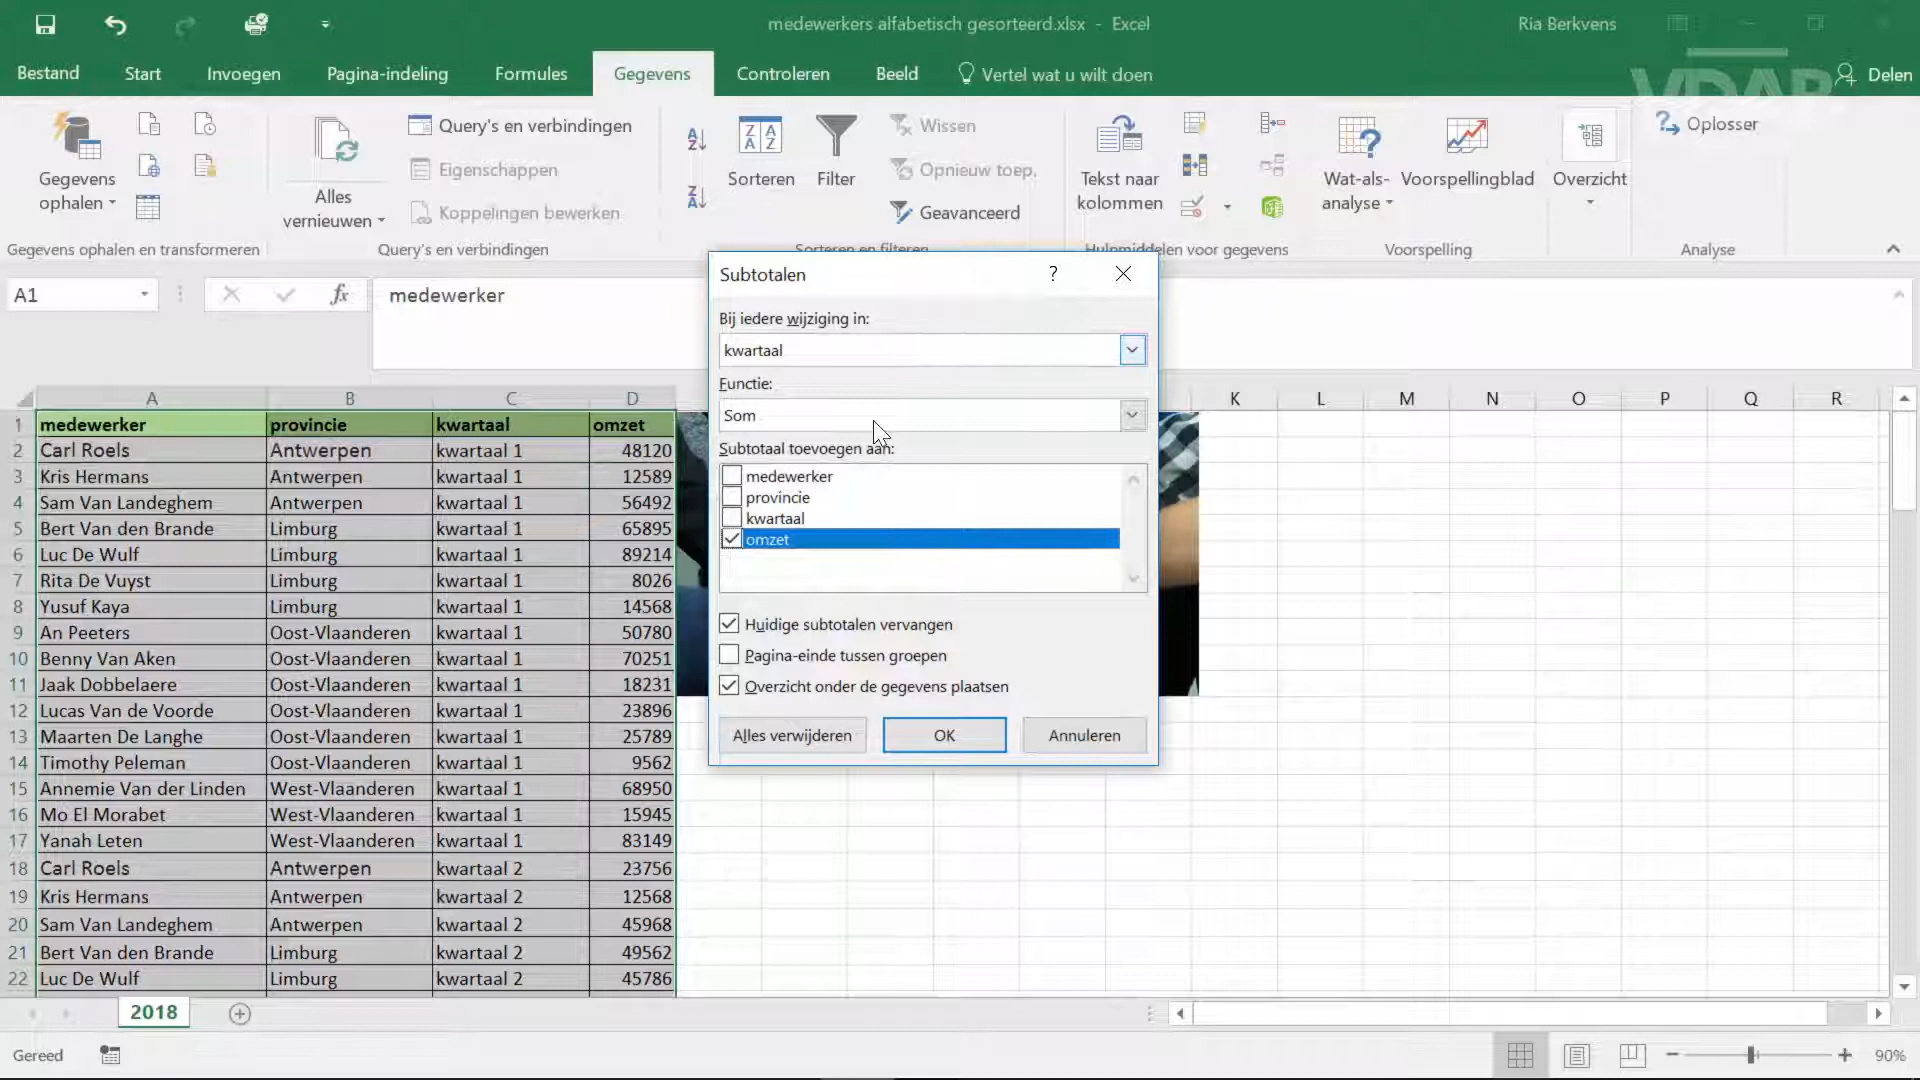 medewerkers alfabetisch gesorteerd.xlsx - Excel
Ria Berkvens
Bestand Start Invoegen Pagina-indeling Formules Gegevens Controleren Beeld Vertel wat u wilt doen Delen
VDAB
Gegevens ophalen
Alles vernieuwen
Query's en verbindingen
Eigenschappen
Koppelingen bewerken
Sorteren
Filter
Wissen
Opnieuw toep.
Geavanceerd
Tekst naar kolommen
Wat-als-analyse
Voorspellingblad
Overzicht
Oplosser
Gegevens ophalen en transformeren
Query's en verbindingen
Sorteren en filteren
Hulpmiddelen voor gegevens
Voorspelling
Analyse
A1
fx
medewerker
Subtotalen ?
Bij iedere wijziging in:
kwartaal
Functie:
Som
Subtotaal toevoegen aan:
medewerker
provincie
kwartaal
omzet
Huidige subtotalen vervangen
Pagina-einde tussen groepen
Overzicht onder de gegevens plaatsen
Alles verwijderen OK Annuleren
A B C D K L M N O P Q R
1 medewerker provincie kwartaal omzet
2 Carl Roels Antwerpen kwartaal 1 48120
3 Kris Hermans Antwerpen kwartaal 1 12589
4 Sam Van Landeghem Antwerpen kwartaal 1 56492
5 Bert Van den Brande Limburg kwartaal 1 65895
6 Luc De Wulf Limburg kwartaal 1 89214
7 Rita De Vuyst Limburg kwartaal 1 8026
8 Yusuf Kaya Limburg kwartaal 1 14568
9 An Peeters Oost-Vlaanderen kwartaal 1 50780
10 Benny Van Aken Oost-Vlaanderen kwartaal 1 70251
11 Jaak Dobbelaere Oost-Vlaanderen kwartaal 1 18231
12 Lucas Van de Voorde Oost-Vlaanderen kwartaal 1 23896
13 Maarten De Langhe Oost-Vlaanderen kwartaal 1 25789
14 Timothy Peleman Oost-Vlaanderen kwartaal 1 9562
15 Annemie Van der Linden West-Vlaanderen kwartaal 1 68950
16 Mo El Morabet West-Vlaanderen kwartaal 1 15945
17 Yanah Leten West-Vlaanderen kwartaal 1 83149
18 Carl Roels Antwerpen kwartaal 2 23756
19 Kris Hermans Antwerpen kwartaal 2 12568
20 Sam Van Landeghem Antwerpen kwartaal 2 45968
21 Bert Van den Brande Limburg kwartaal 2 49562
22 Luc De Wulf Limburg kwartaal 2 45786
2018
Gereed
90%